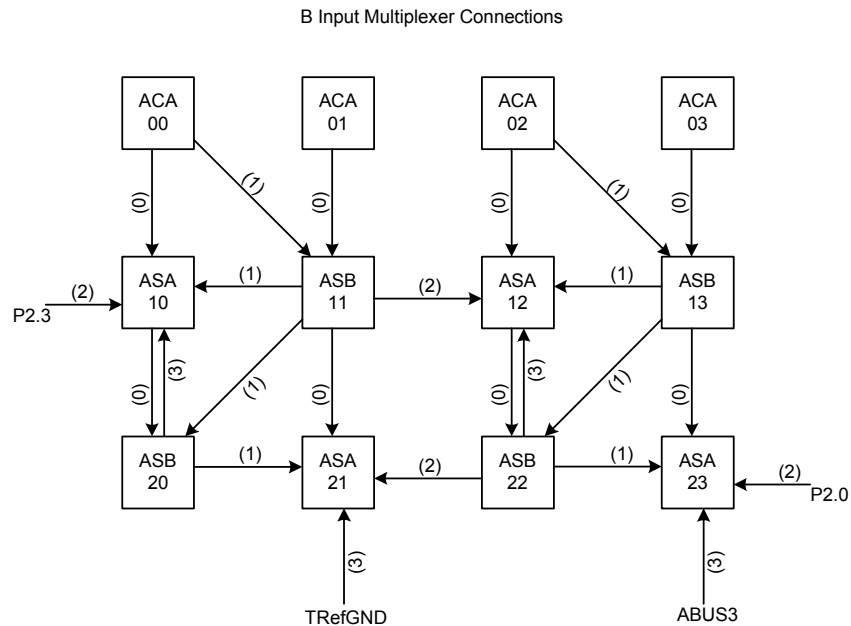 B Input Multiplexer Connections
ACA
00
ACA
01
ACA
02
ACA
03
(0)
(1)
(0)
(0)
(1)
(0)
P2.3
(2)
ASA
10
(1)
ASB
11
(2)
ASA
12
(1)
ASB
13
(0)
(3)
(1)
(0)
(0)
(3)
(1)
(0)
ASB
20
(1)
ASA
21
(2)
ASB
22
(1)
ASA
23
(2)
P2.0
(3)
(3)
TRefGND
ABUS3